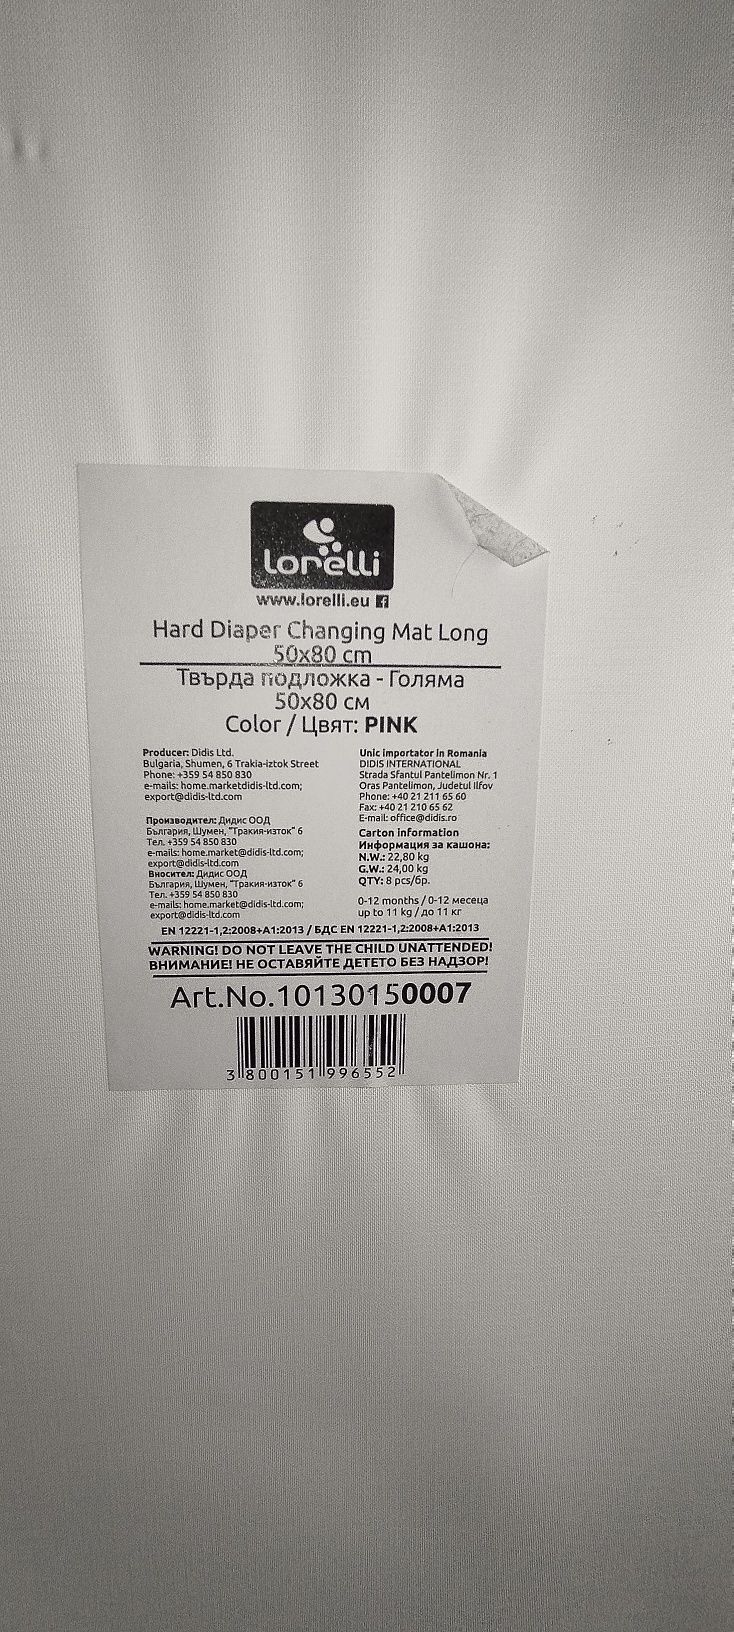 lorelli
www.lorelli.eu
Hard Diaper Changing Mat Long
50x80 cm
Твърда подложка - Голяма
50x80 см
Color / Цвят: PINK
Producer: Didis Ltd.
Bulgaria, Shumen, 6 Trakia-iztok Street
Phone: +359 54 850 830
e-mails: home.marketdidis-ltd.com;
export@didis-ltd.com
Производител: Дидис ООД
България, Шумен, "Тракия-изток" 6
Тел. +359 54 850 830
e-mails: home.market@didis-ltd.com;
export@didis-ltd.com
Вносител: Дидис ООД
България, Шумен, "Тракия-изток" 6
Тел. +359 54 850 830
e-mails: home.market@didis-ltd.com;
export@didis-ltd.com
Unic importator in Romania
DIDIS INTERNATIONAL
Strada Sfantul Pantelimon Nr. 1
Oras Pantelimon, Judetul Ilfov
Phone: +40 21 211 65 60
Fax: +40 21 210 65 62
E-mail: office@didis.ro
Carton information
Информация за кашона:
N.W.: 22,80 kg
G.W.: 24,00 kg
QTY: 8 pcs/бр.
0-12 months / 0-12 месеца
up to 11 kg / до 11 кг
EN 12221-1,2:2008+A1:2013 / БДС EN 12221-1,2:2008+A1:2013
WARNING! DO NOT LEAVE THE CHILD UNATTENDED!
ВНИМАНИЕ! НЕ ОСТАВЯЙТЕ ДЕТЕТО БЕЗ НАДЗОР!
Art.No.10130150007
3 800151 996552